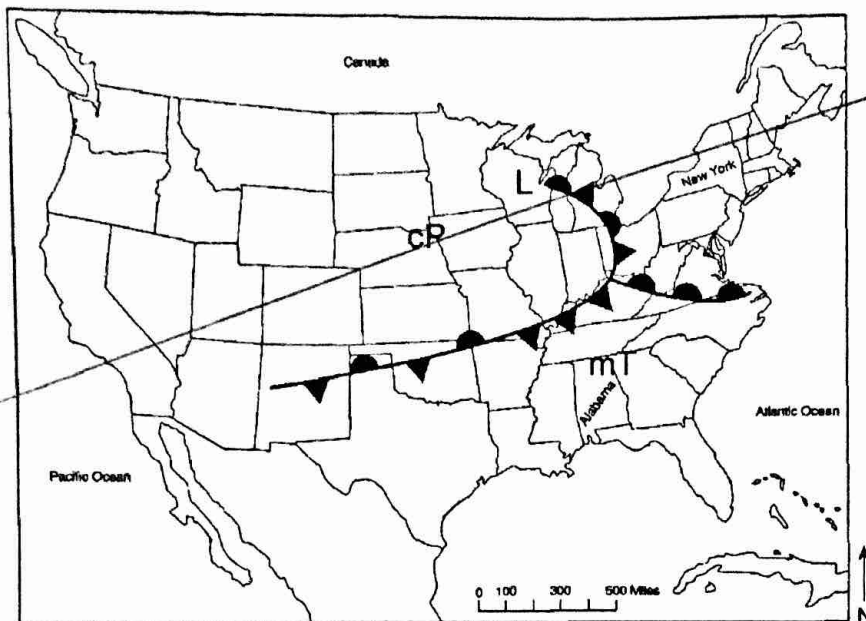 Canada
New York
L
cP
mT
Alabama
Atlantic Ocean
Pacific Ocean
0 100 300 500 Miles
N